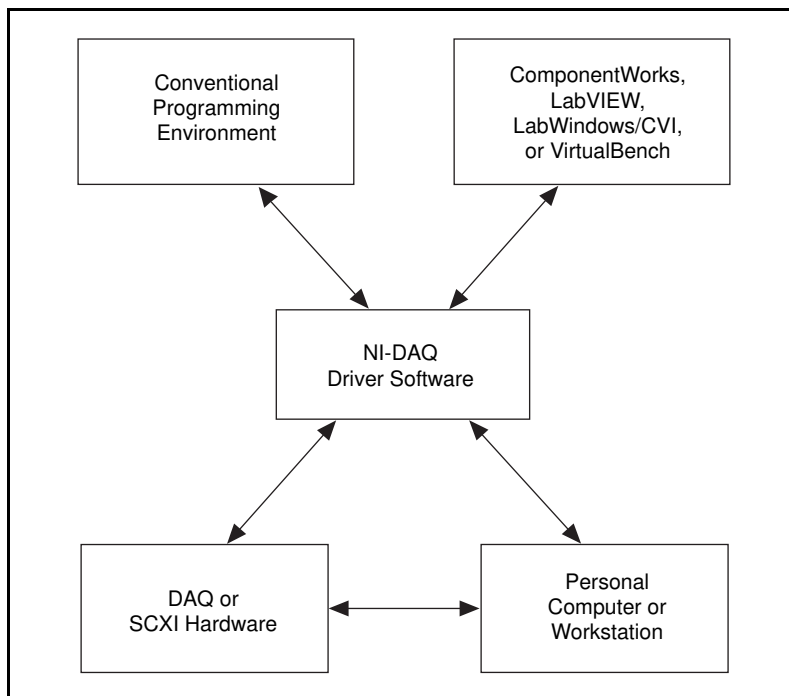 Conventional
Programming
Environment
ComponentWorks,
LabVIEW,
LabWindows/CVI,
or VirtualBench
NI-DAQ
Driver Software
DAQ or
SCXI Hardware
Personal
Computer or
Workstation